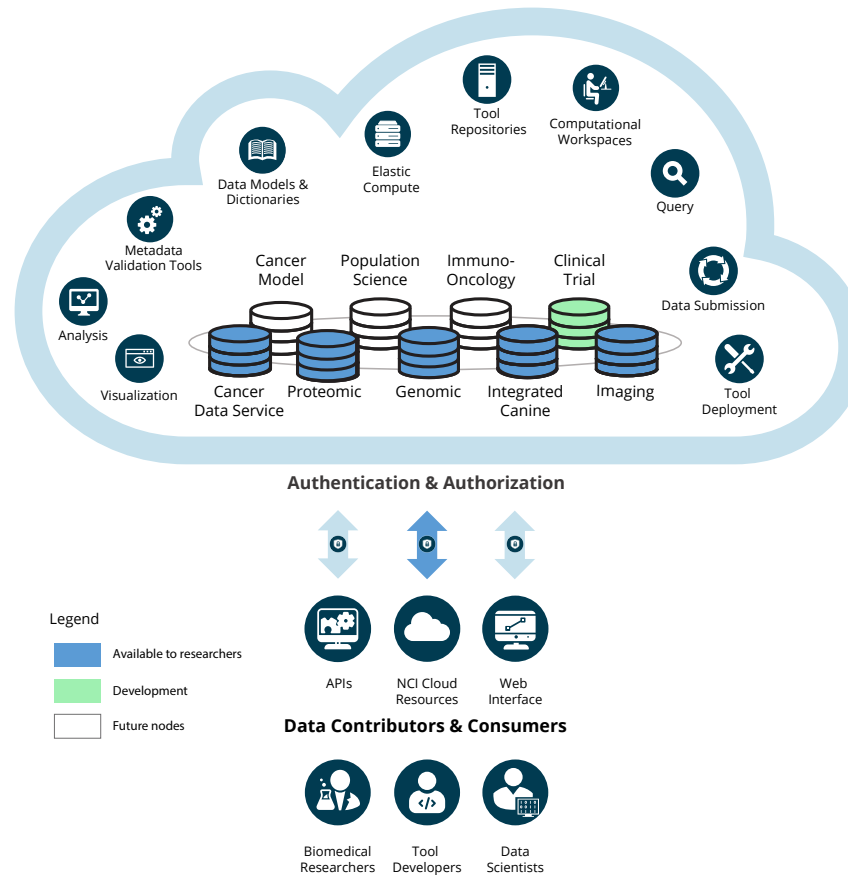 Tool
Repositories
Computational
Workspaces
Elastic
Compute
Data Models &
Dictionaries
Query
Metadata
Validation Tools
Cancer
Model
Population
Science
Immuno-
Oncology
Clinical
Trial
Data Submission
Analysis
Visualization
Cancer
Data Service
Proteomic
Genomic
Integrated
Canine
Imaging
Tool
Deployment
Authentication & Authorization
Legend
Available to researchers
Development
Future nodes
APIs
NCI Cloud
Resources
Web
Interface
Data Contributors & Consumers
Biomedical
Researchers
Tool
Developers
Data
Scientists